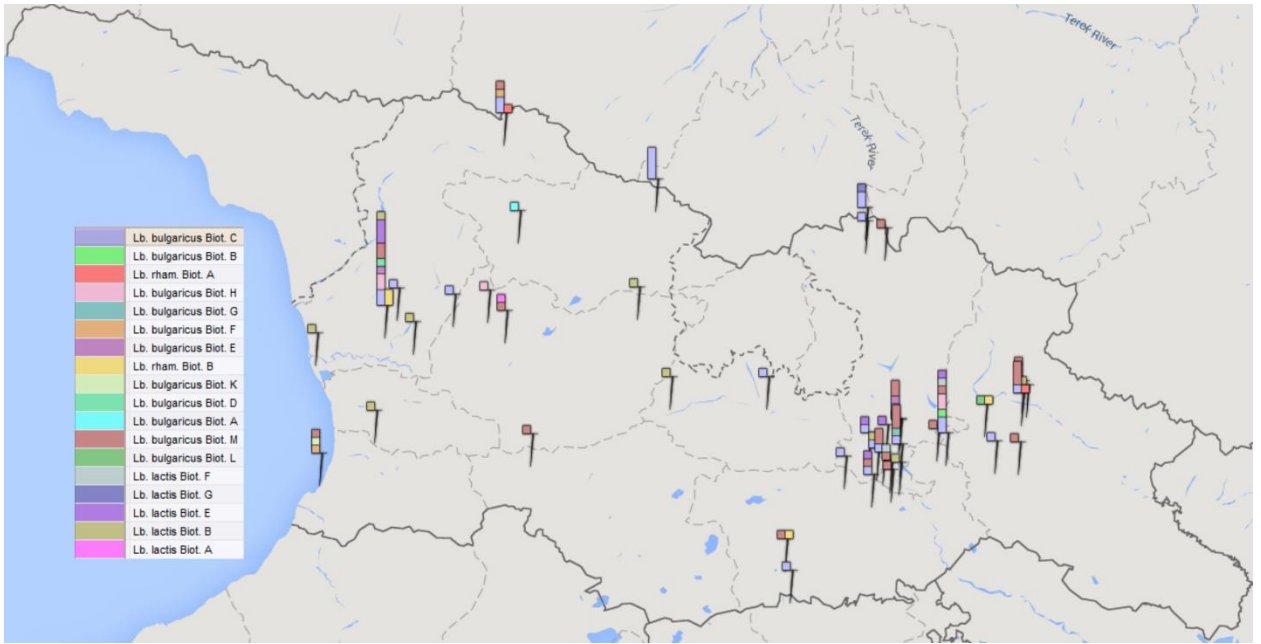 Terek River
Terek River
Lb. bulgaricus Biot. C
Lb. bulgaricus Biot. B
Lb. rham. Biot. A
Lb. bulgaricus Biot. H
Lb. bulgaricus Biot. G
Lb. bulgaricus Biot. F
Lb. bulgaricus Biot. E
Lb. rham. Biot. B
Lb. bulgaricus Biot. K
Lb. bulgaricus Biot. D
Lb. bulgaricus Biot. A
Lb. bulgaricus Biot. M
Lb. bulgaricus Biot. L
Lb. lactis Biot. F
Lb. lactis Biot. G
Lb. lactis Biot. E
Lb. lactis Biot. B
Lb. lactis Biot. A